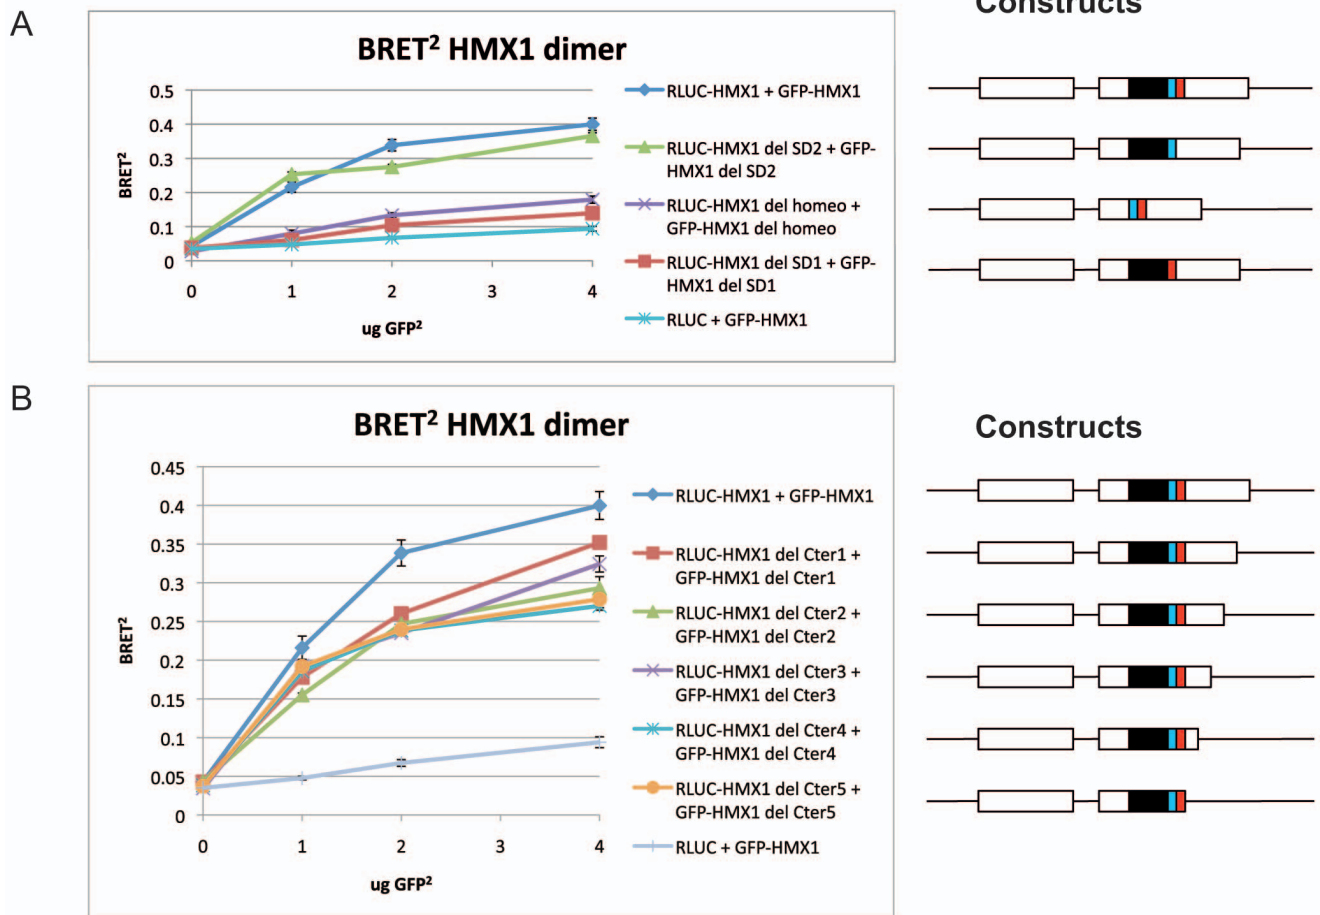 A
Constructs
BRET² HMX1 dimer
0.5
0.4
0.3
0.2
0.1
0
BRET²
0
1
2
3
4
ug GFP²
RLUC-HMX1 + GFP-HMX1
RLUC-HMX1 del SD2 + GFP-
HMX1 del SD2
RLUC-HMX1 del homeo +
GFP-HMX1 del homeo
RLUC-HMX1 del SD1 + GFP-
HMX1 del SD1
RLUC + GFP-HMX1
B
Constructs
BRET² HMX1 dimer
0.45
0.4
0.35
0.3
0.25
0.2
0.15
0.1
0.05
0
BRET²
0
1
2
4
ug GFP²
RLUC-HMX1 + GFP-HMX1
RLUC-HMX1 del Cter1 +
GFP-HMX1 del Cter1
RLUC-HMX1 del Cter2 +
GFP-HMX1 del Cter2
RLUC-HMX1 del Cter3 +
GFP-HMX1 del Cter3
RLUC-HMX1 del Cter4 +
GFP-HMX1 del Cter4
RLUC-HMX1 del Cter5 +
GFP-HMX1 del Cter5
RLUC + GFP-HMX1